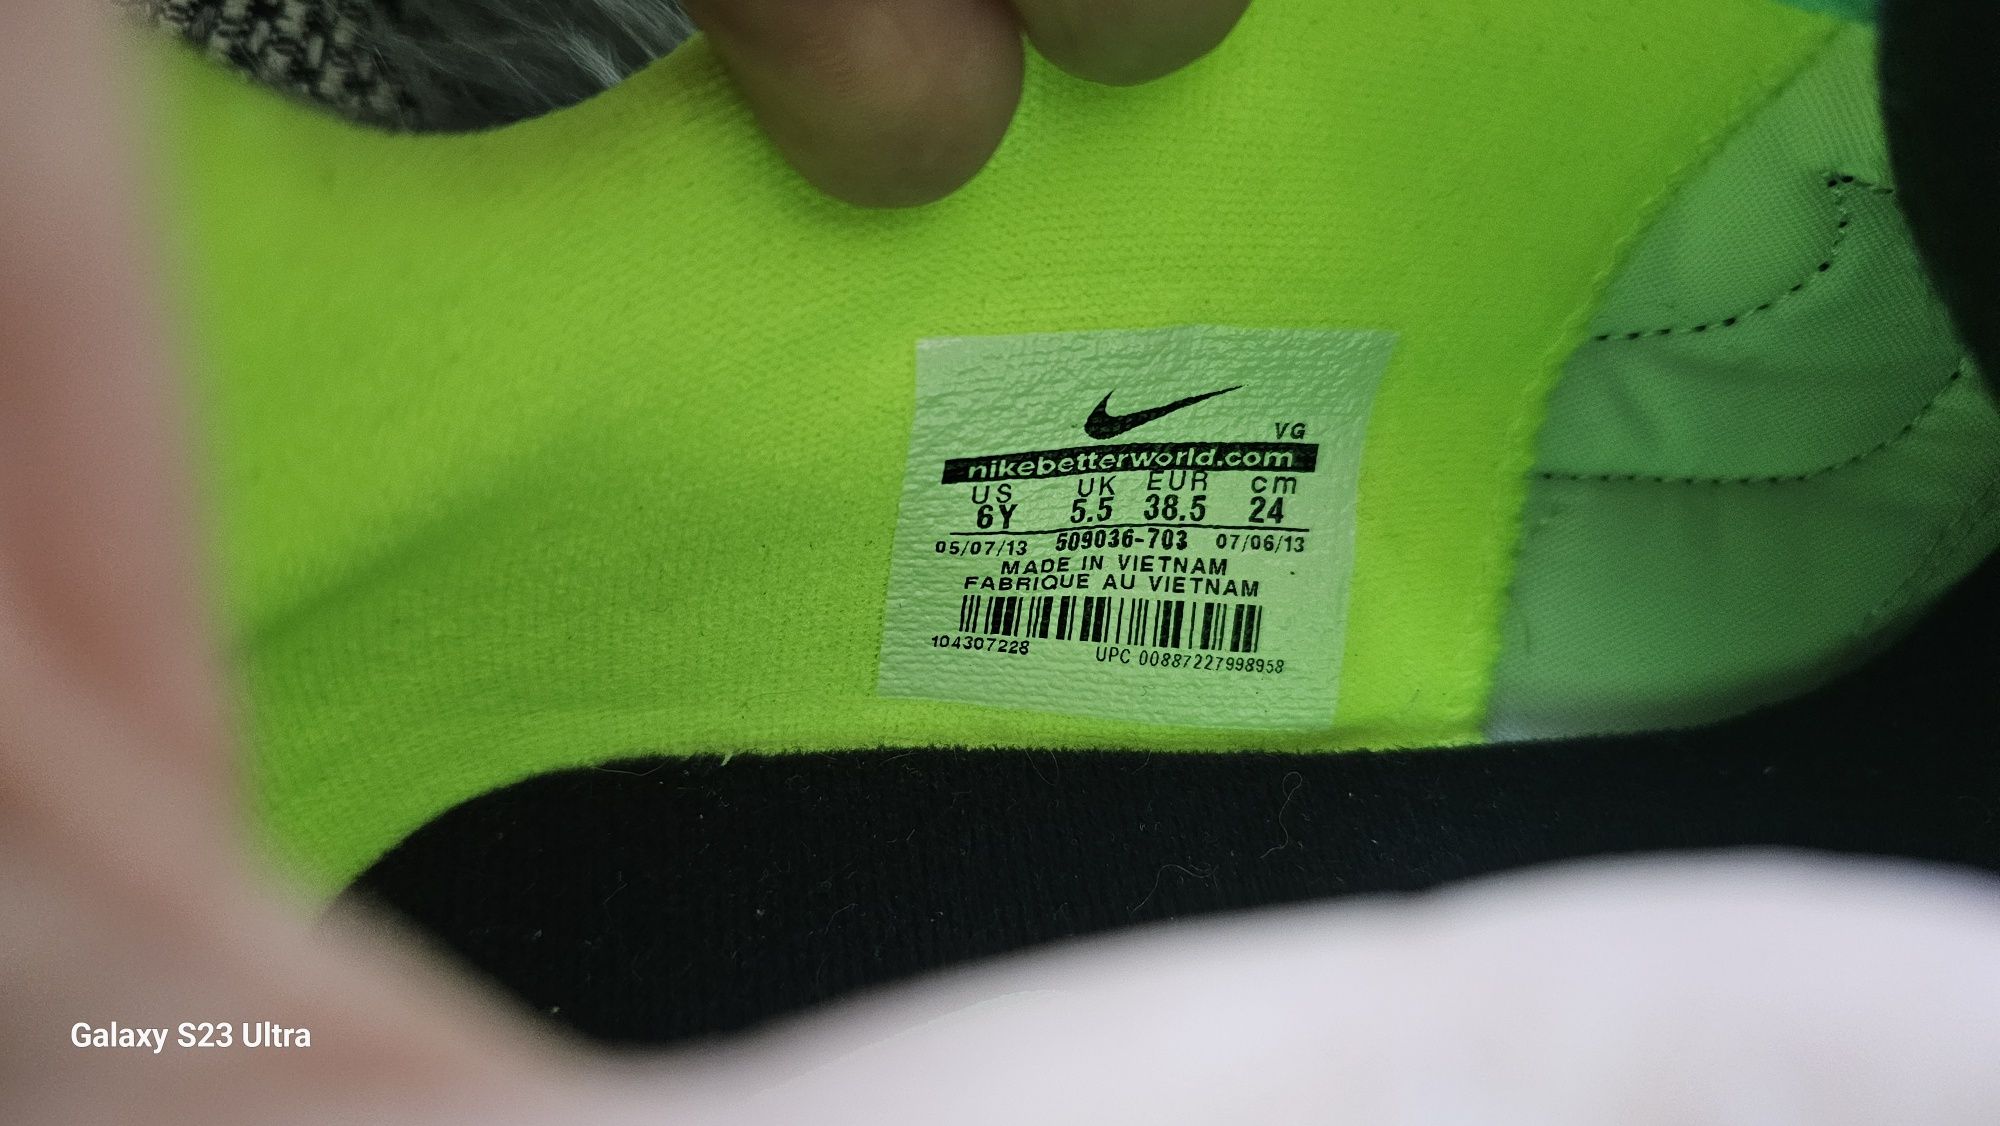 VG
nikebetterworld.com
US UK EUR cm
6Y 5.5 38.5 24
05/07/13 509036-703 07/06/13
MADE IN VIETNAM
FABRIQUE AU VIETNAM
104307228
UPC 00887227998958
Galaxy S23 Ultra